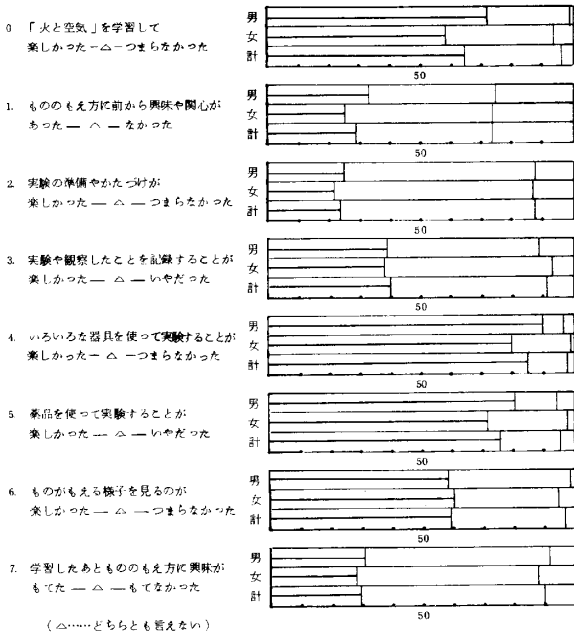 0 「火と空気」を学習して
楽しかった－△－つまらなかった
男
女
計
50
1. もののもえ方に前から興味や関心が
あった－△－なかった
男
女
計
50
2. 実験の準備やかたづけが
楽しかった－△－つまらなかった
男
女
計
50
3. 実験や観察したことを記録することが
楽しかった－△－いやだった
男
女
計
50
4. いろいろな器具を使って実験することが
楽しかった－△－つまらなかった
男
女
計
50
5. 薬品を使って実験することが
楽しかった－△－いやだった
男
女
計
50
6. ものがもえる様子を見るのが
楽しかった－△－つまらなかった
男
女
計
50
7. 学習したあともののもえ方に興味が
もてた－△－もてなかった
男
女
計
50
（△……どちらとも言えない）